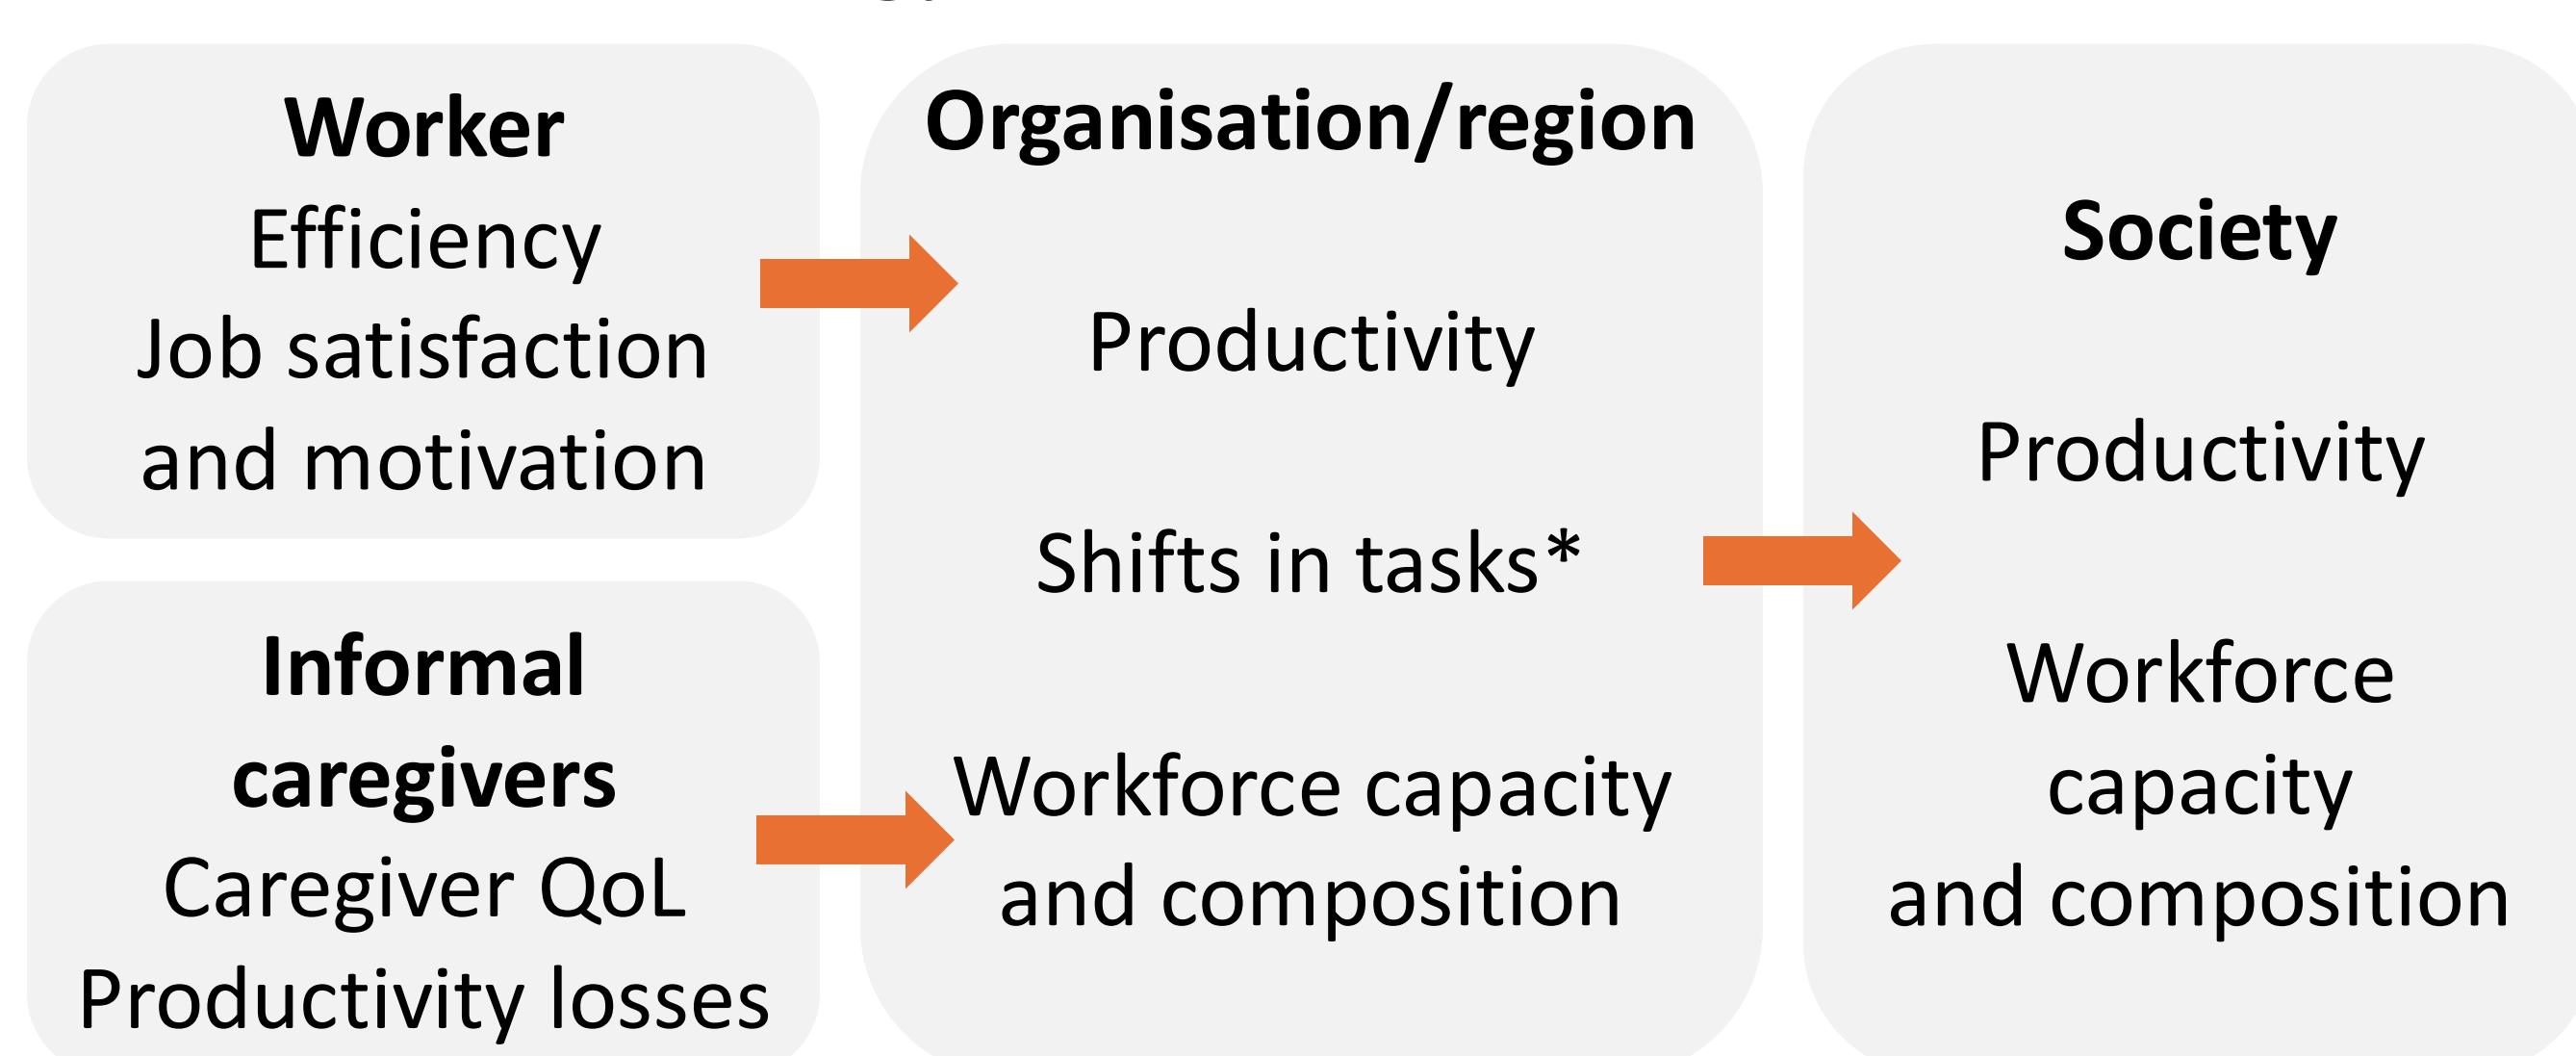 Worker
Efficiency
Job satisfaction
and motivation
Informal
caregivers
Caregiver QoL
Productivity losses
Organisation/region
Productivity
Shifts in tasks*
Workforce capacity
and composition
Society
Productivity
Workforce
capacity
and composition